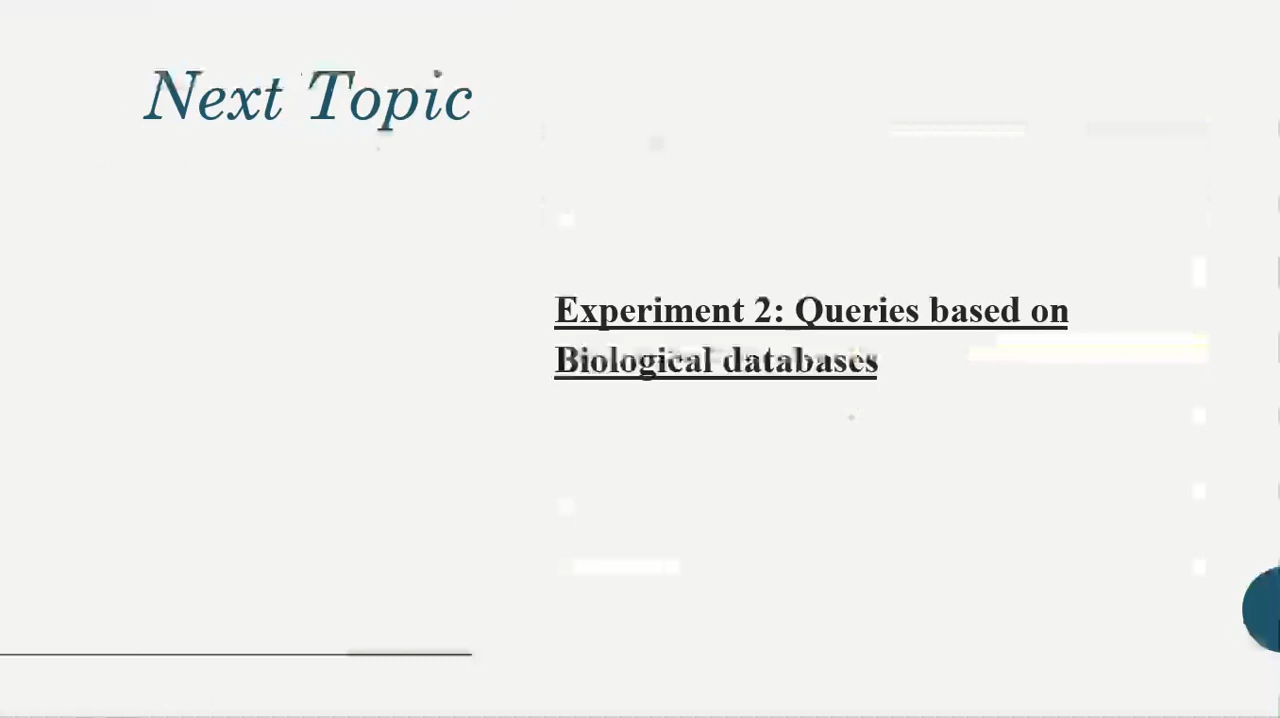 Next Topic
Experiment 2: Queries based on
Biological databases